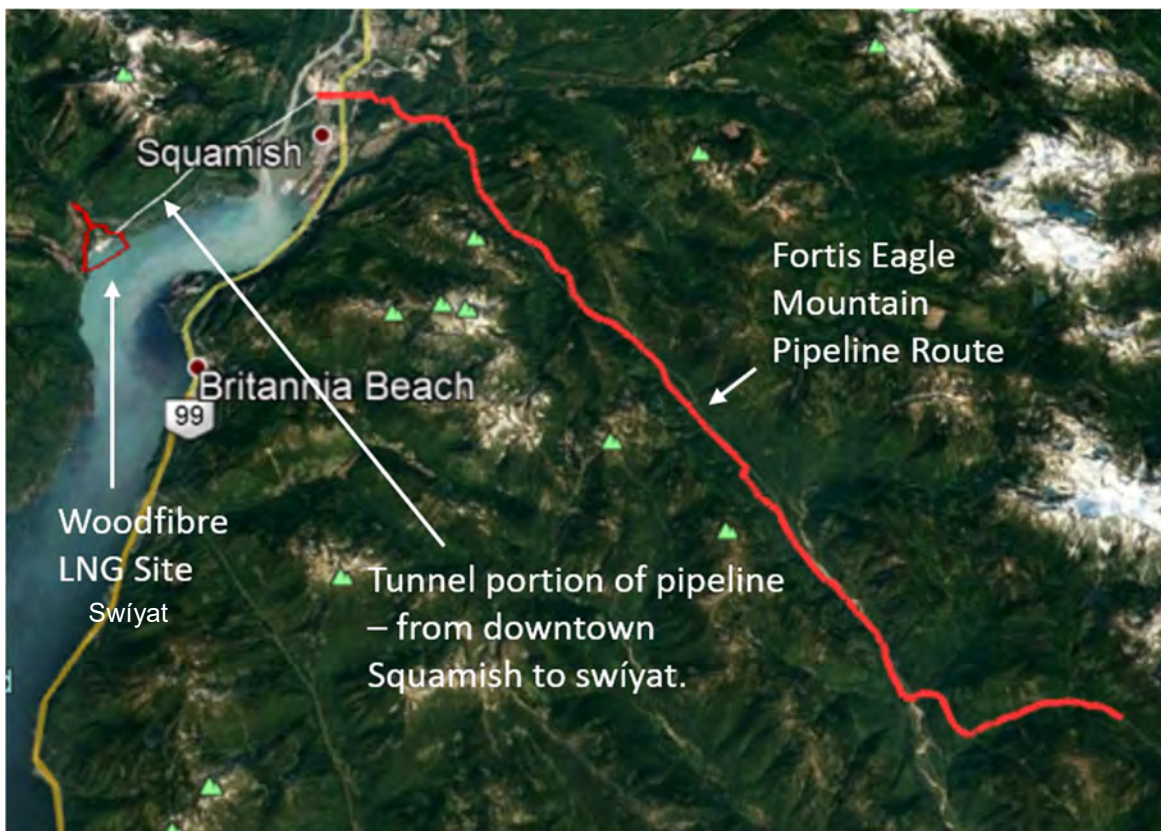 Squamish
Fortis Eagle
Mountain
Pipeline Route
Britannia Beach
99
Woodfibre
LNG Site
Swíyat
Tunnel portion of pipeline
– from downtown
Squamish to swíyat.
d